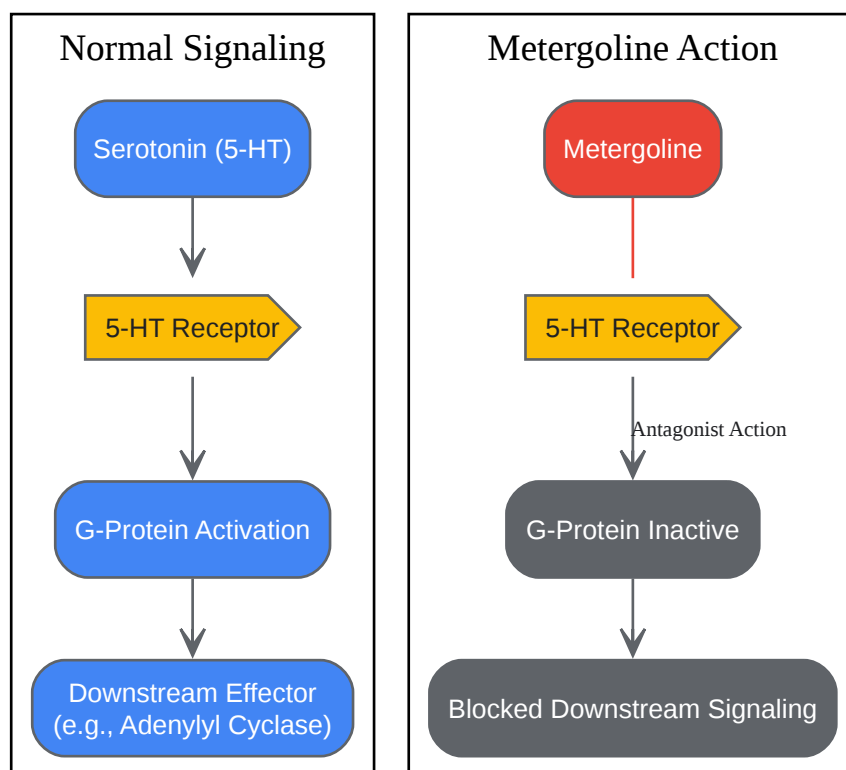 Normal Signaling
Serotonin (5-HT)
5-HT Receptor
G-Protein Activation
Downstream Effector
(e.g., Adenylyl Cyclase)
Metergoline Action
Metergoline
5-HT Receptor
Antagonist Action
G-Protein Inactive
Blocked Downstream Signaling